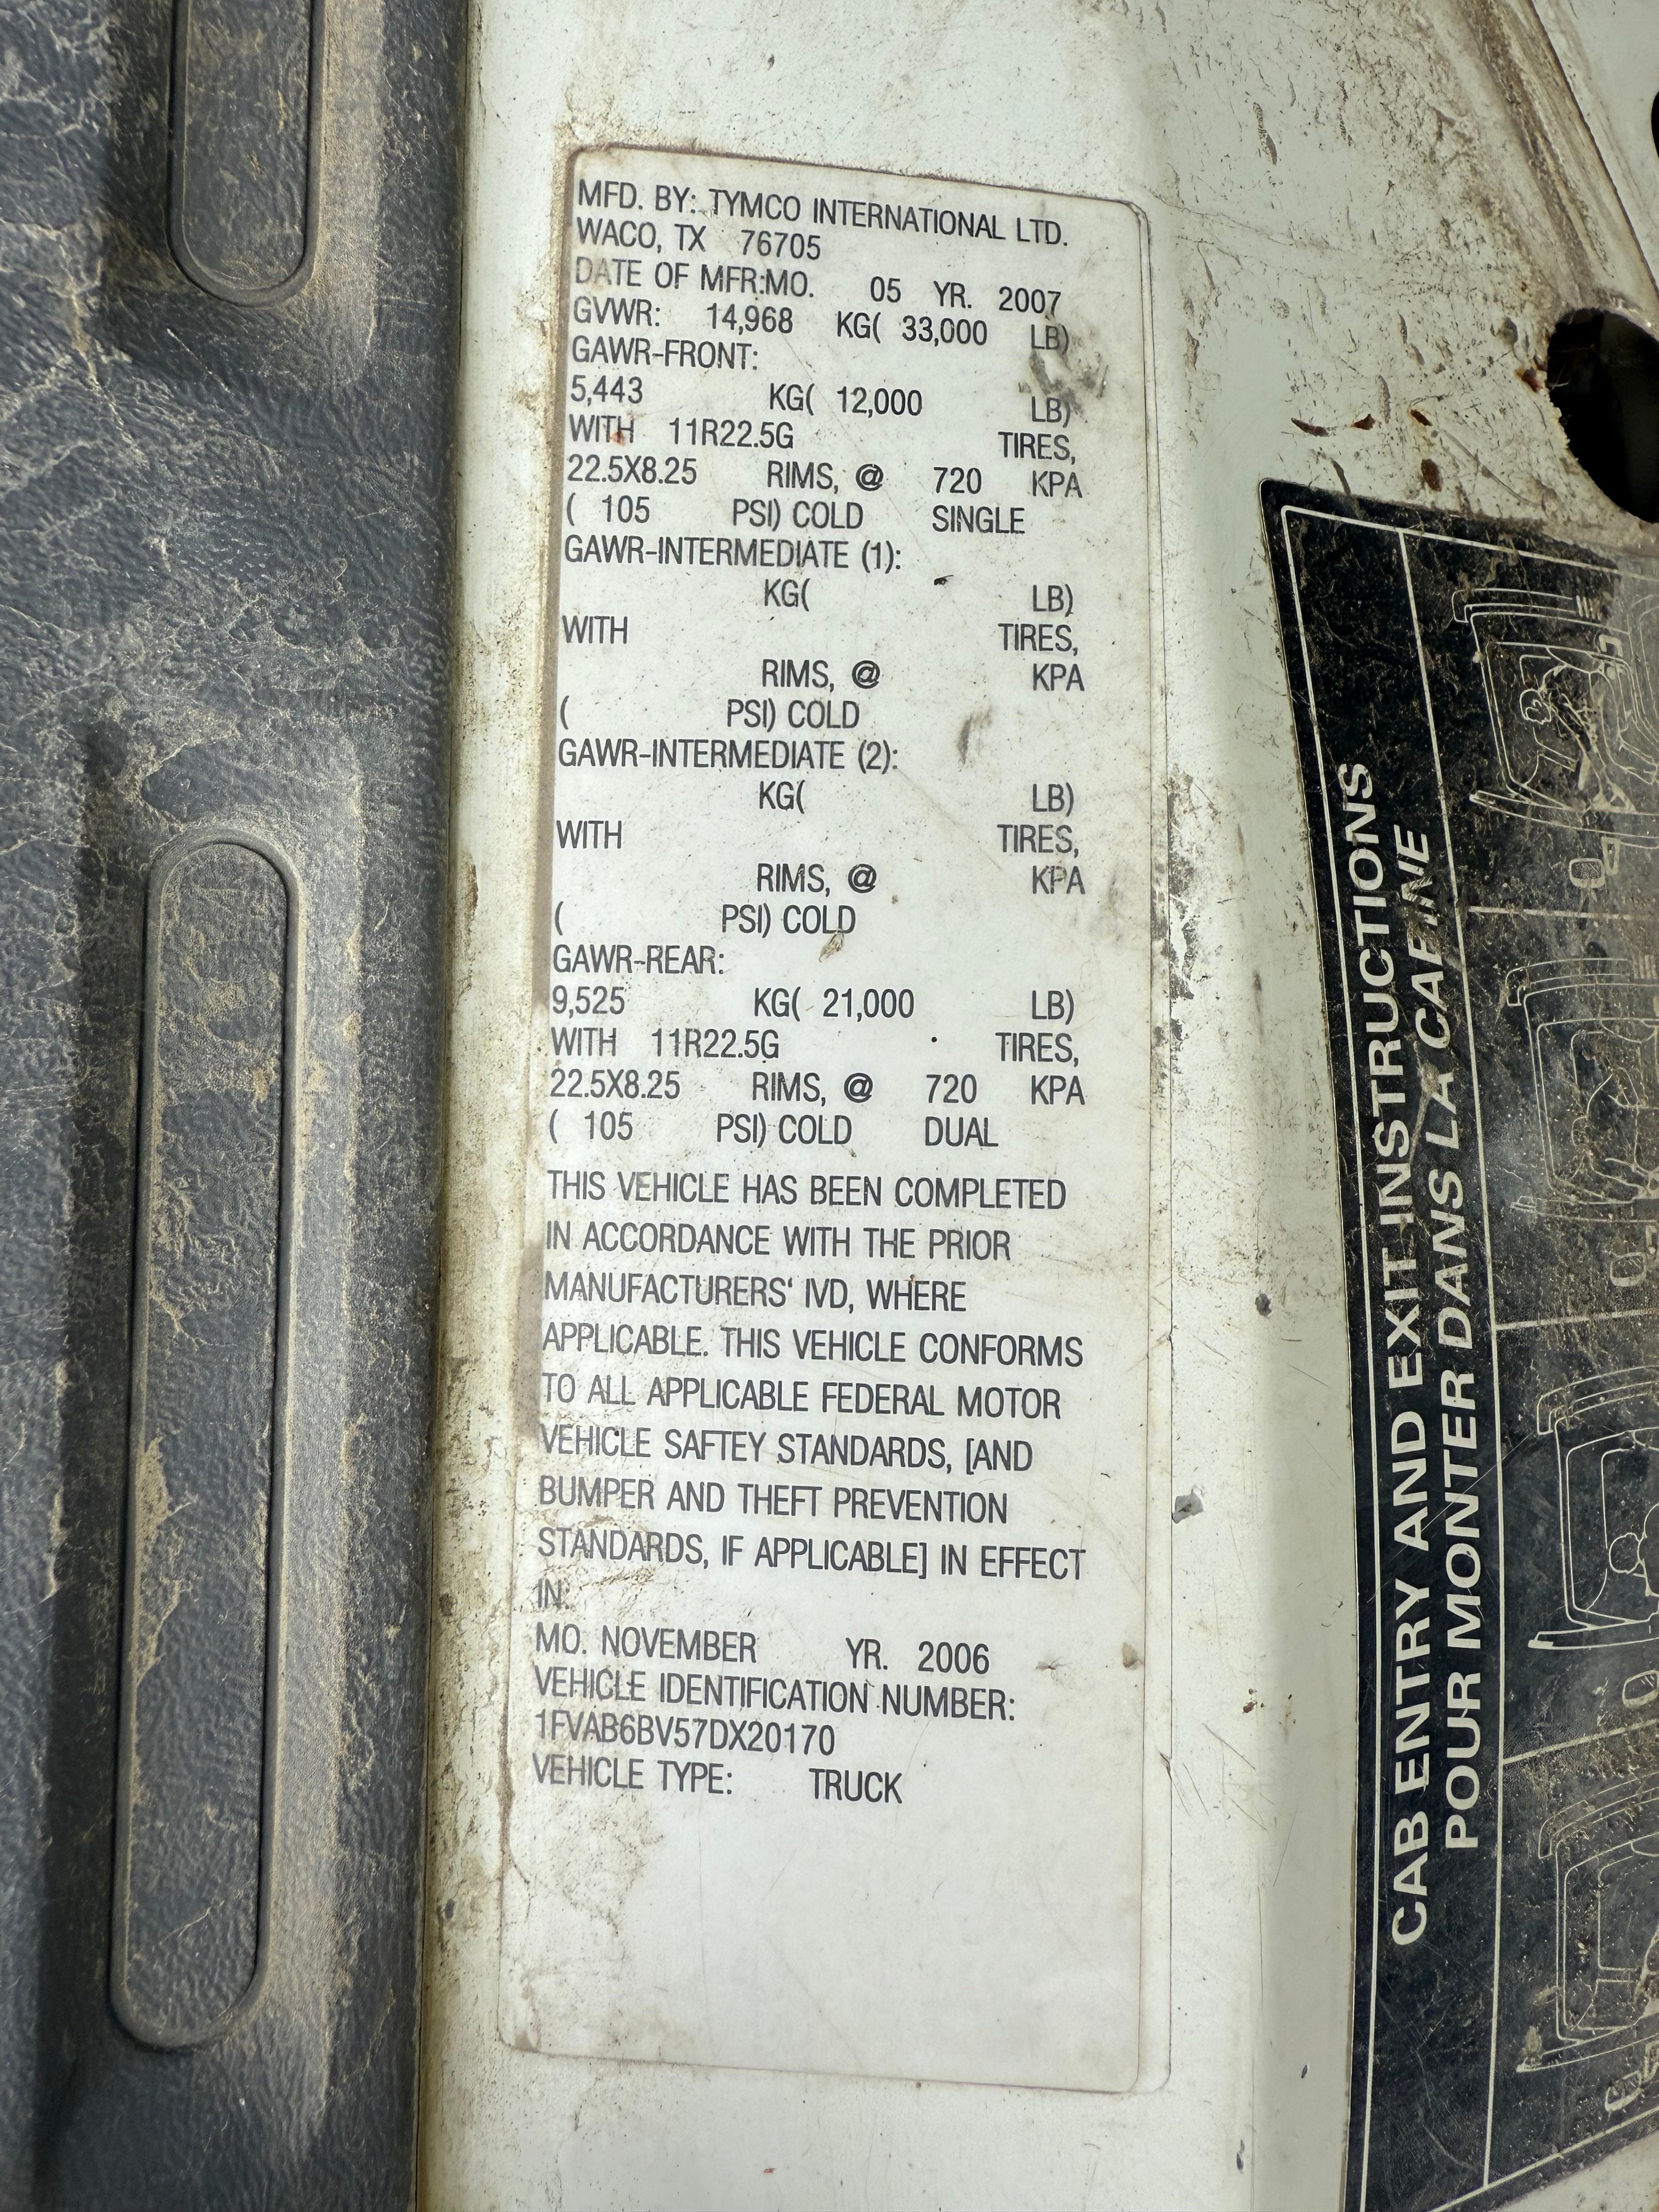 MFD. BY: TYMCO INTERNATIONAL LTD.
WACO, TX 76705
DATE OF MFR:MO. 05 YR. 2007
GVWR: 14,968 KG( 33,000 LB)
GAWR-FRONT:
5,443 KG( 12,000 LB)
WITH 11R22.5G TIRES,
22.5X8.25 RIMS, @ 720 KPA
( 105 PSI) COLD SINGLE
GAWR-INTERMEDIATE (1):
KG( LB)
WITH TIRES,
RIMS, @ KPA
( PSI) COLD
GAWR-INTERMEDIATE (2):
KG( LB)
WITH TIRES,
RIMS, @ KPA
( PSI) COLD
GAWR-REAR:
9,525 KG( 21,000 LB)
WITH 11R22.5G TIRES,
22.5X8.25 RIMS, @ 720 KPA
( 105 PSI) COLD DUAL
THIS VEHICLE HAS BEEN COMPLETED
IN ACCORDANCE WITH THE PRIOR
MANUFACTURERS' IVD, WHERE
APPLICABLE. THIS VEHICLE CONFORMS
TO ALL APPLICABLE FEDERAL MOTOR
VEHICLE SAFTEY STANDARDS, [AND
BUMPER AND THEFT PREVENTION
STANDARDS, IF APPLICABLE] IN EFFECT
IN:
MO. NOVEMBER YR. 2006
VEHICLE IDENTIFICATION NUMBER:
1FVAB6BV57DX20170
VEHICLE TYPE: TRUCK
CAB ENTRY AND EXIT INSTRUCTIONS
POUR MONTER DANS LA CABINE